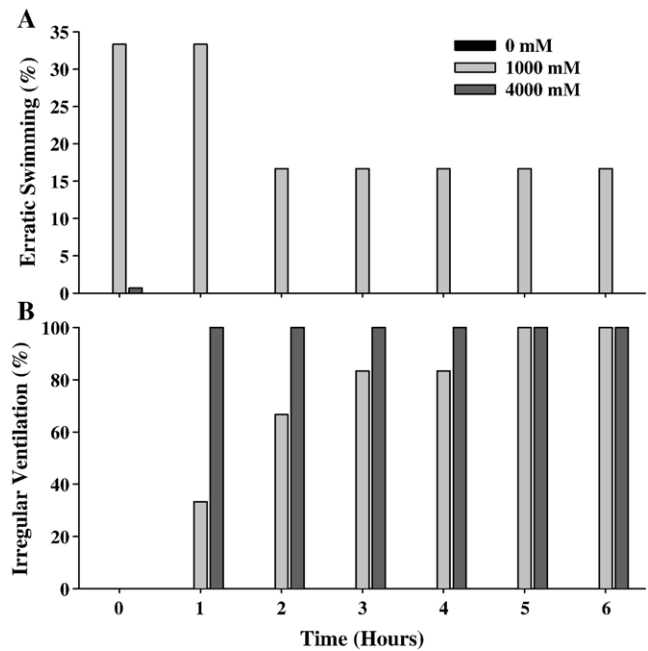 A
35
30
25
20
15
10
5
0
Erratic Swimming (%)
0 mM
1000 mM
4000 mM
B
100
80
60
40
20
0
Irregular Ventilation (%)
0 1 2 3 4 5 6
Time (Hours)